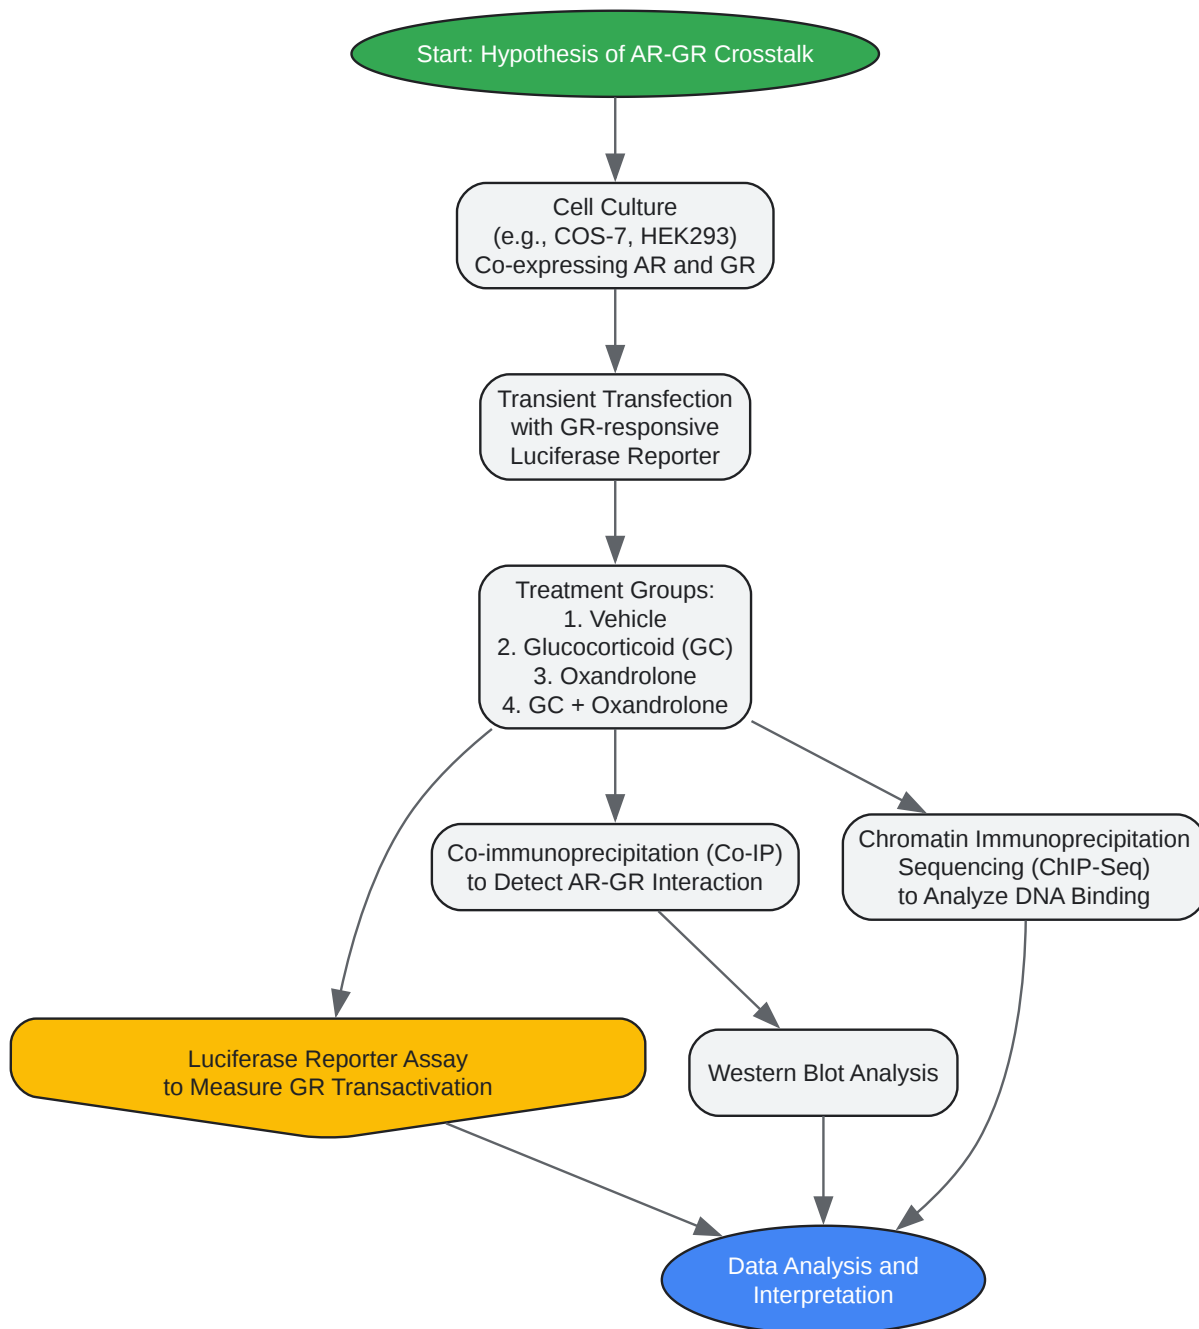 Start: Hypothesis of AR-GR Crosstalk
Cell Culture
(e.g., COS-7, HEK293)
Co-expressing AR and GR
Transient Transfection
with GR-responsive
Luciferase Reporter
Treatment Groups:
1. Vehicle
2. Glucocorticoid (GC)
3. Oxandrolone
4. GC + Oxandrolone
Co-immunoprecipitation (Co-IP)
to Detect AR-GR Interaction
Chromatin Immunoprecipitation
Sequencing (ChIP-Seq)
to Analyze DNA Binding
Luciferase Reporter Assay
to Measure GR Transactivation
Western Blot Analysis
Data Analysis and
Interpretation